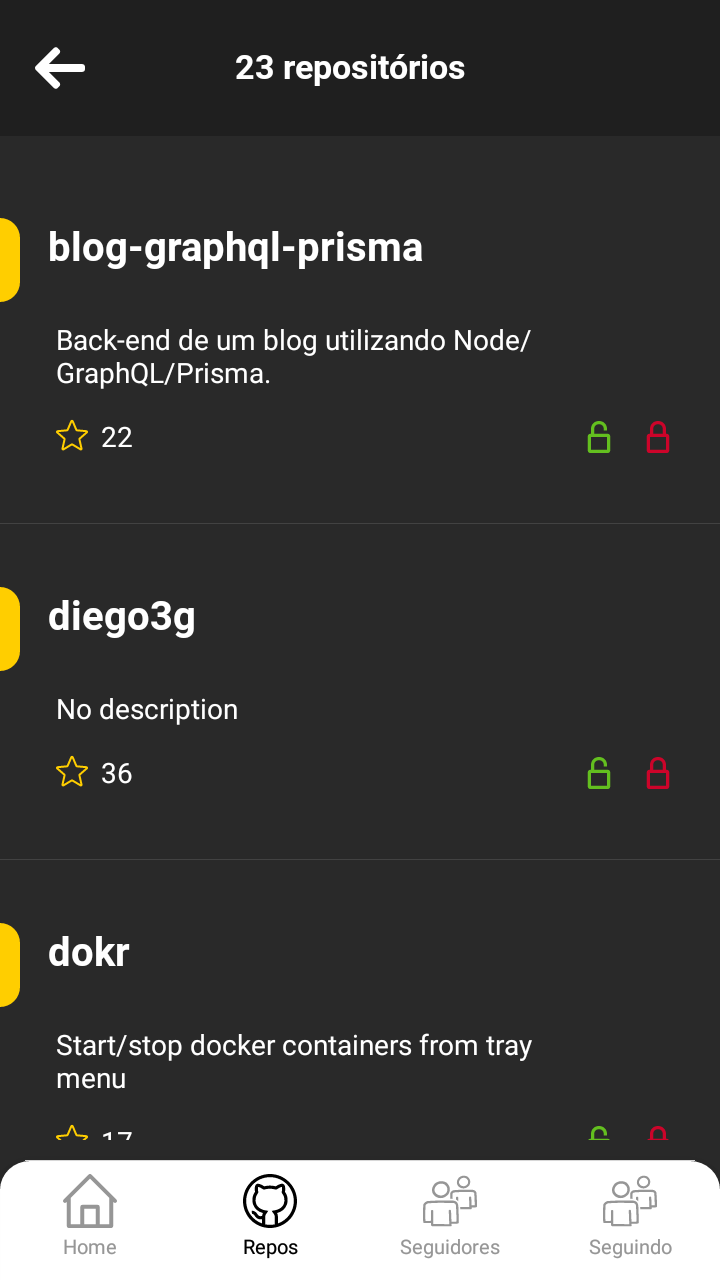 23 repositórios
blog-graphql-prisma
Back-end de um blog utilizando Node/
GraphQL/Prisma.
22
diego3g
No description
36
dokr
Start/stop docker containers from tray
menu
17
Home
Repos
Seguidores
Seguindo